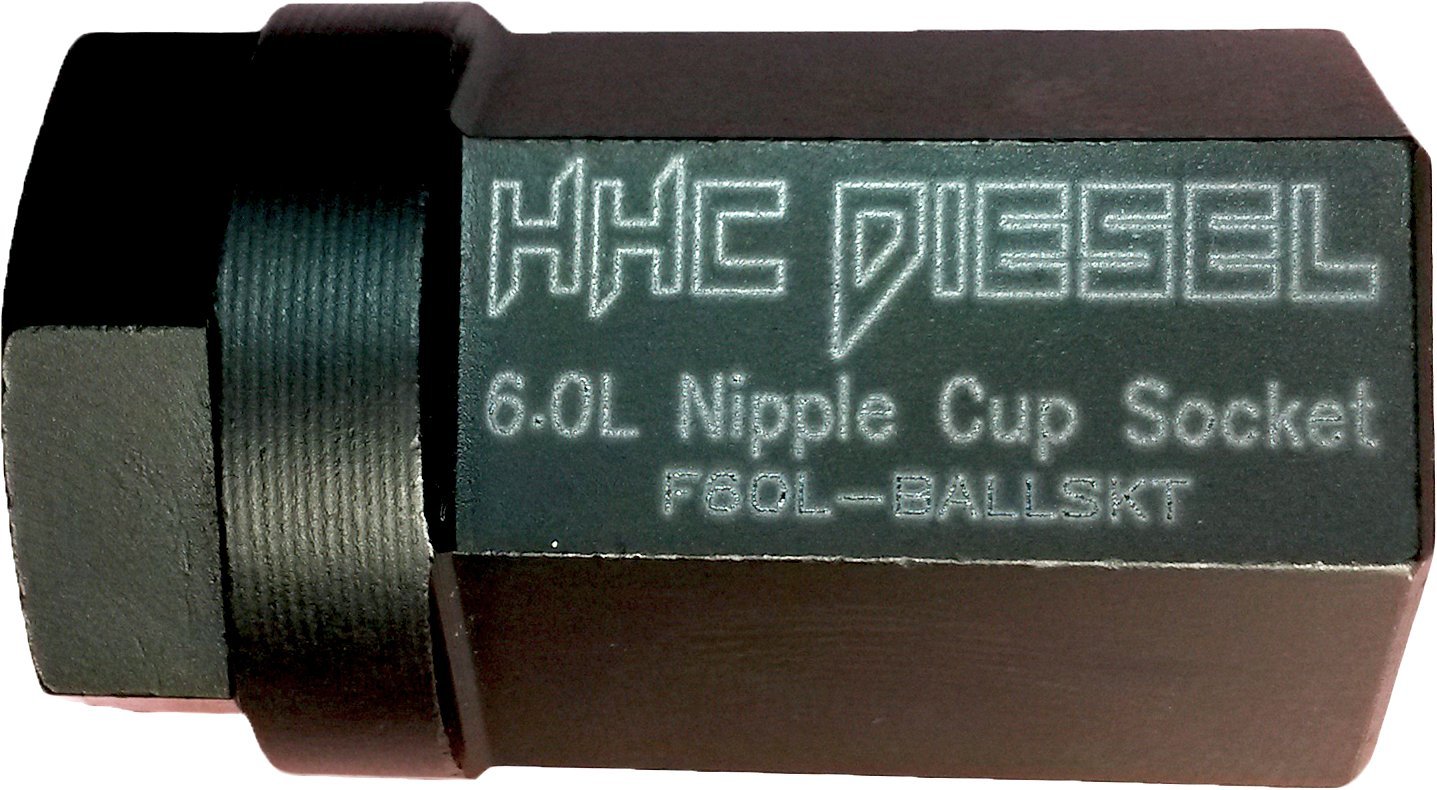 HHC DIESEL
6.0L Nipple Cup Socket
F60L-BALLSKT